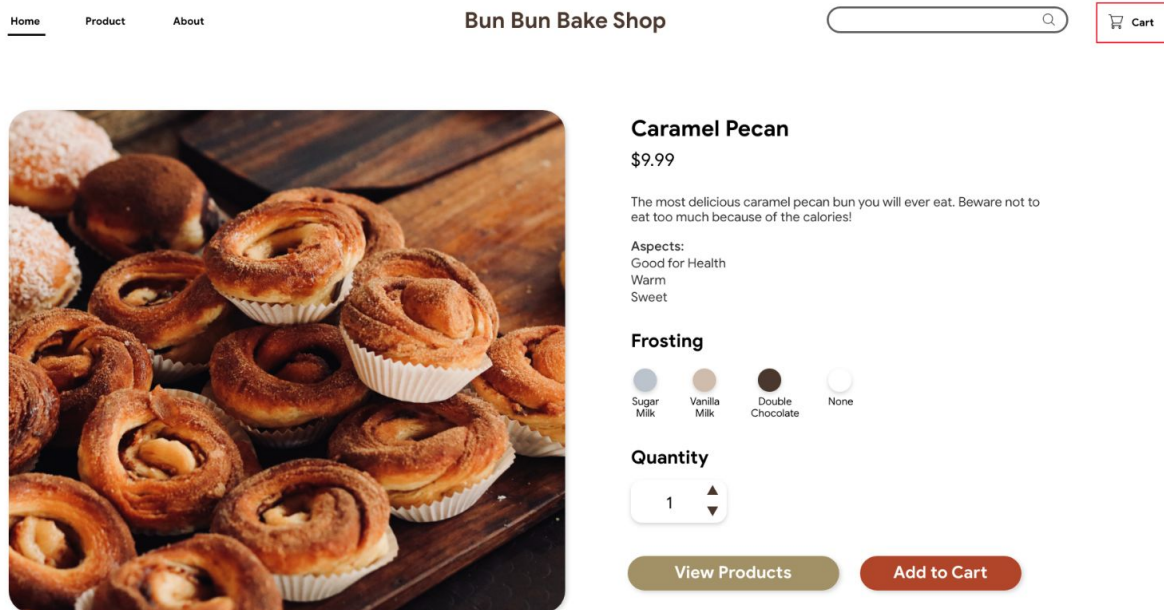 Home
Product
About
Bun Bun Bake Shop
Cart
Caramel Pecan
$9.99
The most delicious caramel pecan bun you will ever eat. Beware not to
eat too much because of the calories!
Aspects:
Good for Health
Warm
Sweet
Frosting
Sugar
Milk
Vanilla
Milk
Double
Chocolate
None
Quantity
1
View Products
Add to Cart